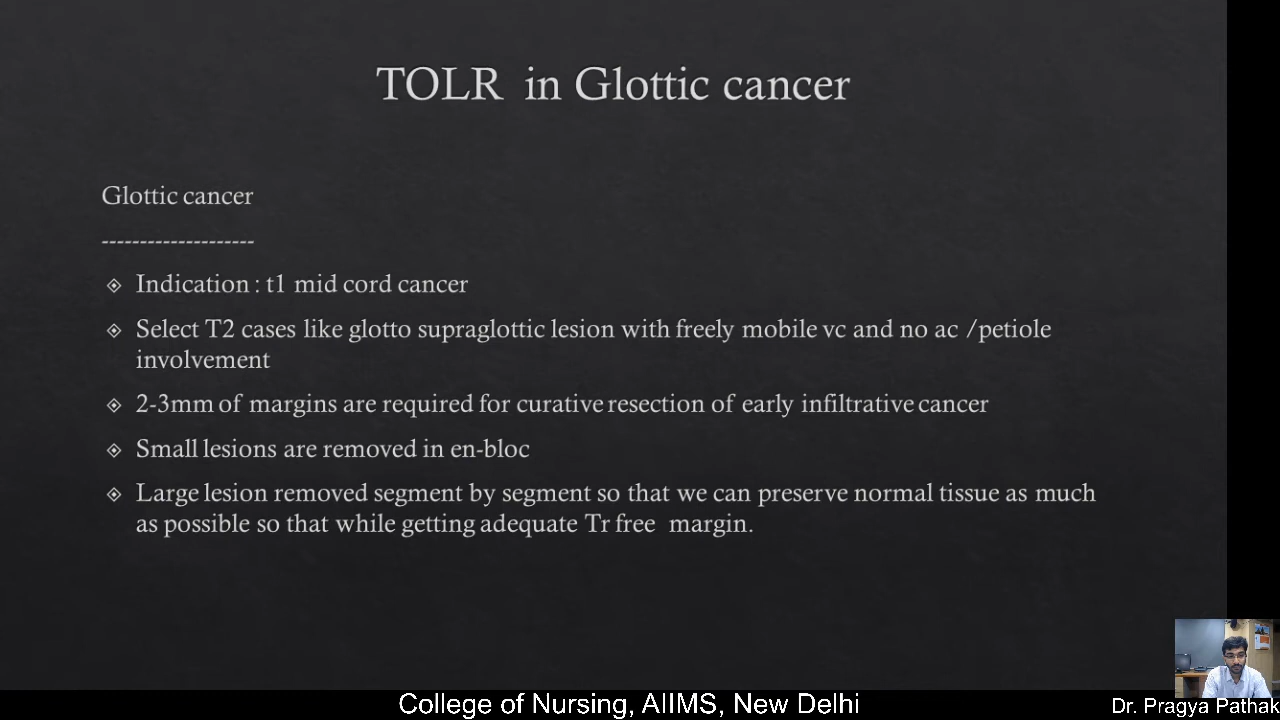 TOLR in Glottic cancer
Glottic cancer
--------------------
Indication : t1 mid cord cancer
Select T2 cases like glotto supraglottic lesion with freely mobile vc and no ac /petiole
involvement
2-3mm of margins are required for curative resection of early infiltrative cancer
Small lesions are removed in en-bloc
Large lesion removed segment by segment so that we can preserve normal tissue as much
as possible so that while getting adequate Tr free margin.
College of Nursing, AIIMS, New Delhi
Dr. Pragya Pathak